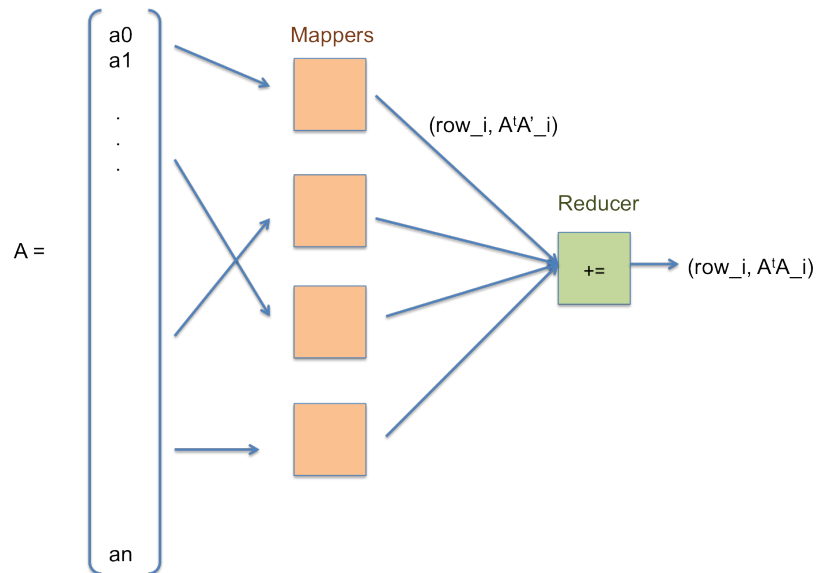 a0
a1
.
.
.
an
A =
Mappers
(row_i, AᵗA’_i)
Reducer
+=
(row_i, AᵗA_i)